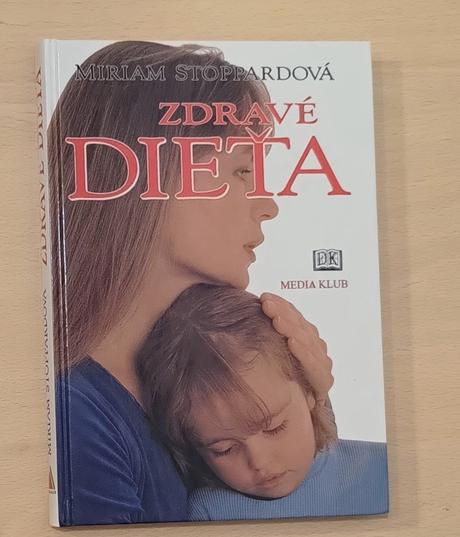 MIRIAM STOPPARDOVÁ
ZDRAVÉ
DIEŤA
DK
MEDIA KLUB
MIRIAM STOPPARDOVÁ ZDRAVÉ DIEŤA